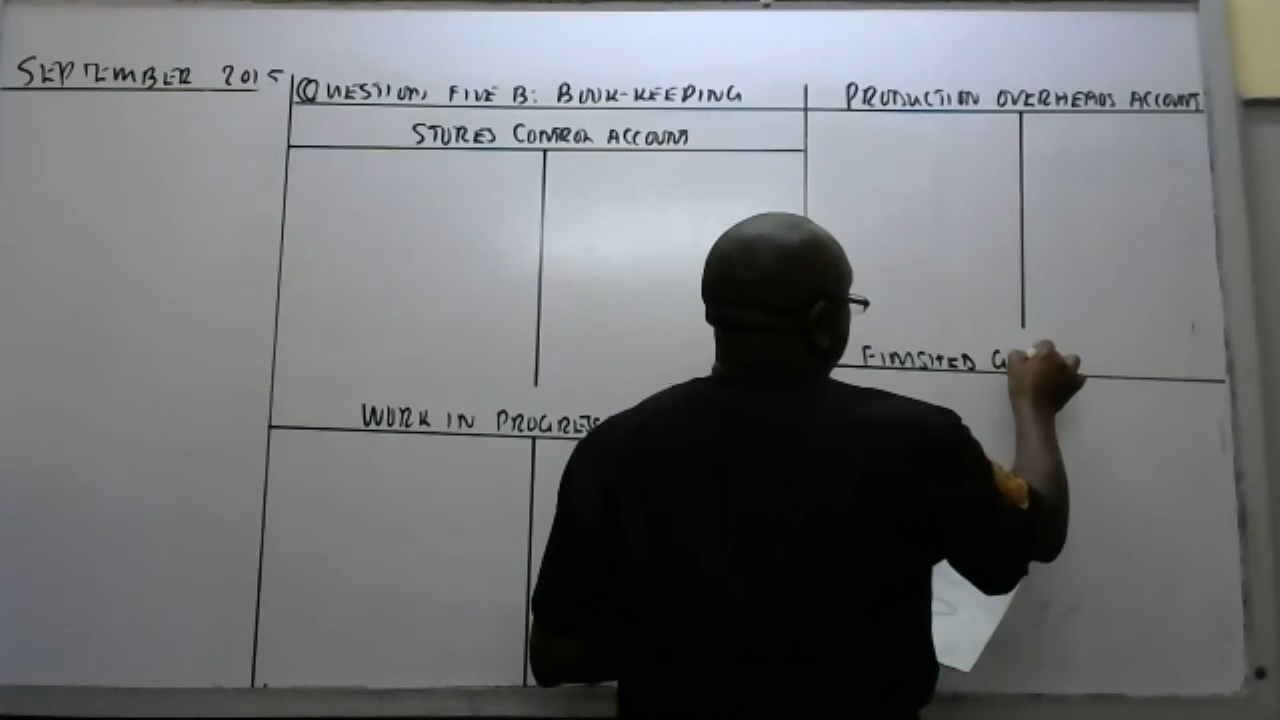 SEPTEMBER 2015
QUESTION FIVE B: BOOK-KEEPING
PRODUCTION OVERHEADS ACCOUNT
STORES CONTROL ACCOUNT
FINISHED G
WORK IN PROGRESS